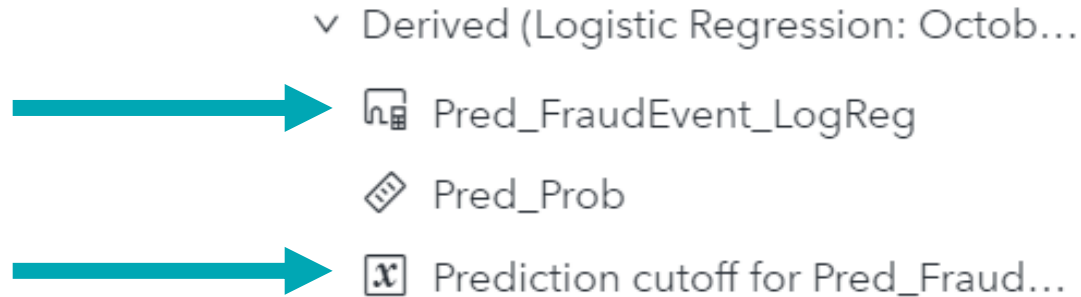 Derived (Logistic Regression: Octob...
Pred_FraudEvent_LogReg
Pred_Prob
Prediction cutoff for Pred_Fraud...